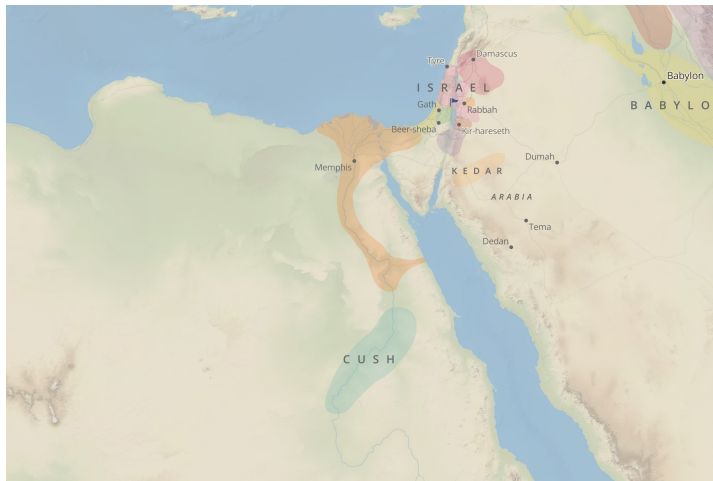 Tyre
Damascus
ISRAEL
Babylon
Gath
Rabbah
BABYLO
Beer-sheba
Kir-hareseth
Memphis
Dumah
KEDAR
ARABIA
Tema
Dedan
CUSH